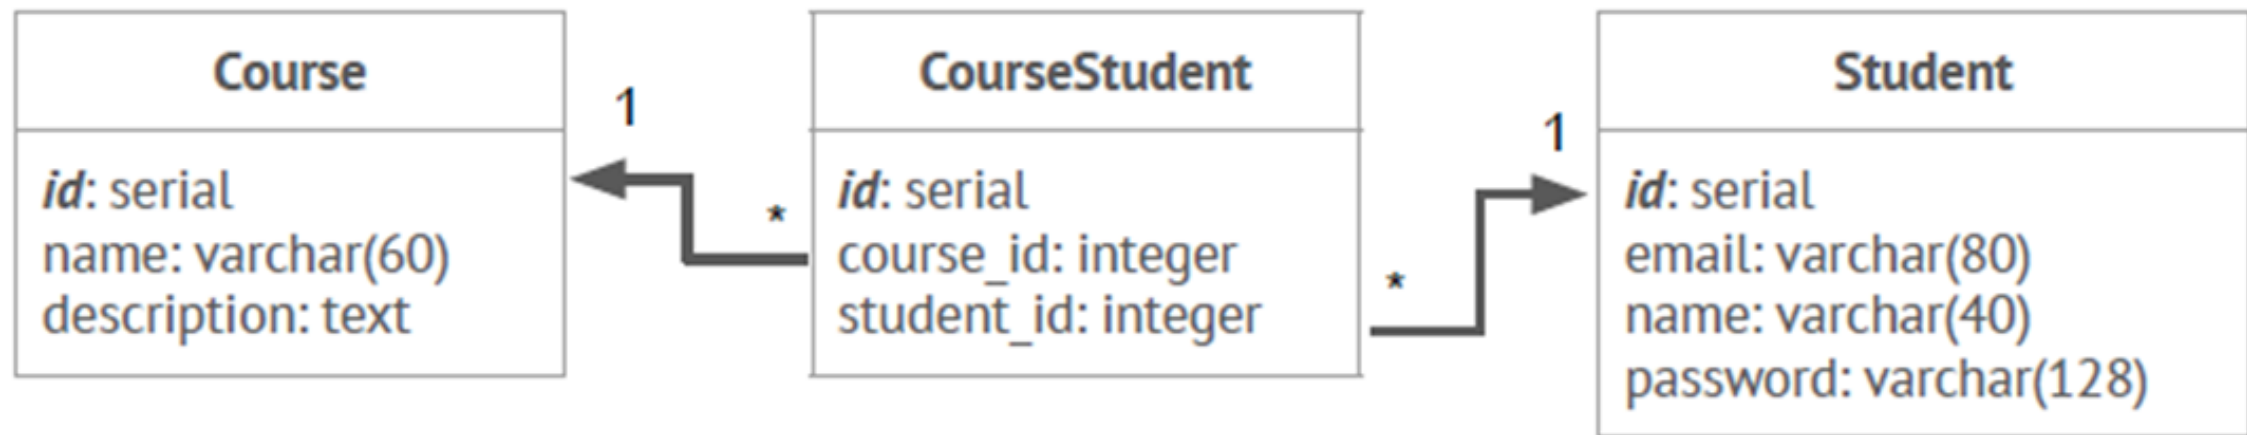 Course
id: serial
name: varchar(60)
description: text
1
*
CourseStudent
id: serial
course_id: integer
student_id: integer
*
1
Student
id: serial
email: varchar(80)
name: varchar(40)
password: varchar(128)